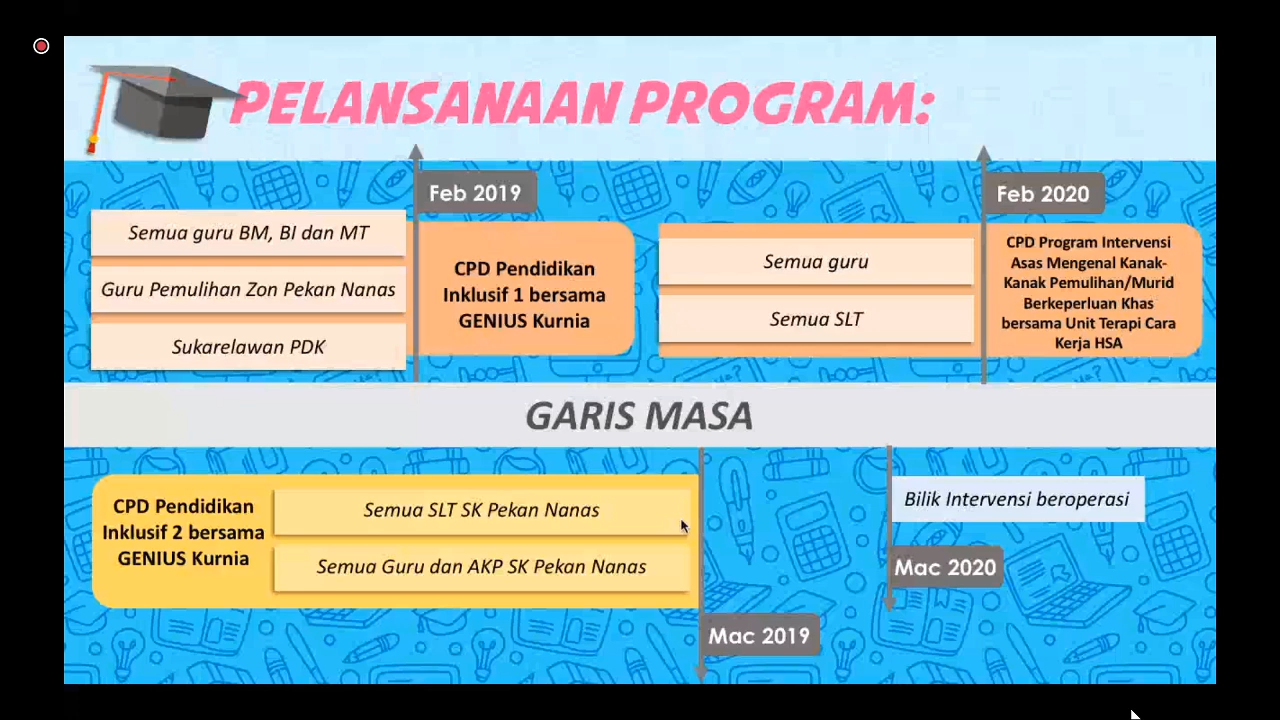 PELANSANAAN PROGRAM:
Feb 2019
Semua guru BM, BI dan MT
Guru Pemulihan Zon Pekan Nanas
Sukarelawan PDK
CPD Pendidikan
Inklusif 1 bersama
GENIUS Kurnia
Feb 2020
Semua guru
Semua SLT
CPD Program Intervensi
Asas Mengenal Kanak-
Kanak Pemulihan/Murid
Berkeperluan Khas
bersama Unit Terapi Cara
Kerja HSA
GARIS MASA
CPD Pendidikan
Inklusif 2 bersama
GENIUS Kurnia
Semua SLT SK Pekan Nanas
Semua Guru dan AKP SK Pekan Nanas
Mac 2019
Bilik Intervensi beroperasi
Mac 2020